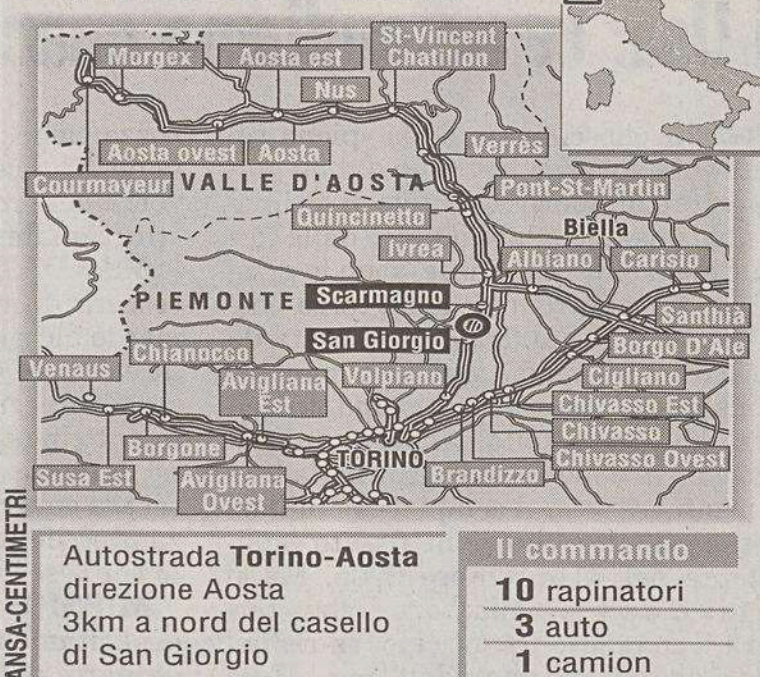 St-Vincent
Chatillon
Morgex
Aosta est
Nus
Aosta ovest
Aosta
Verrès
Courmayeur
VALLE D'AOSTA
Pont-St-Martin
Quincinetto
Biella
Ivrea
Albiano
Carisio
PIEMONTE
Scarmagno
Santhià
San Giorgio
Borgo D'Ale
Chianocco
Venaus
Avigliana
Est
Volpiano
Cigliano
Chivasso Est
Chivasso
Borgone
TORINO
Chivasso Ovest
Susa Est
Avigliana
Ovest
Brandizzo
ANSA-CENTIMETRI
Autostrada Torino-Aosta
direzione Aosta
3km a nord del casello
di San Giorgio
Il commando
10 rapinatori
3 auto
1 camion